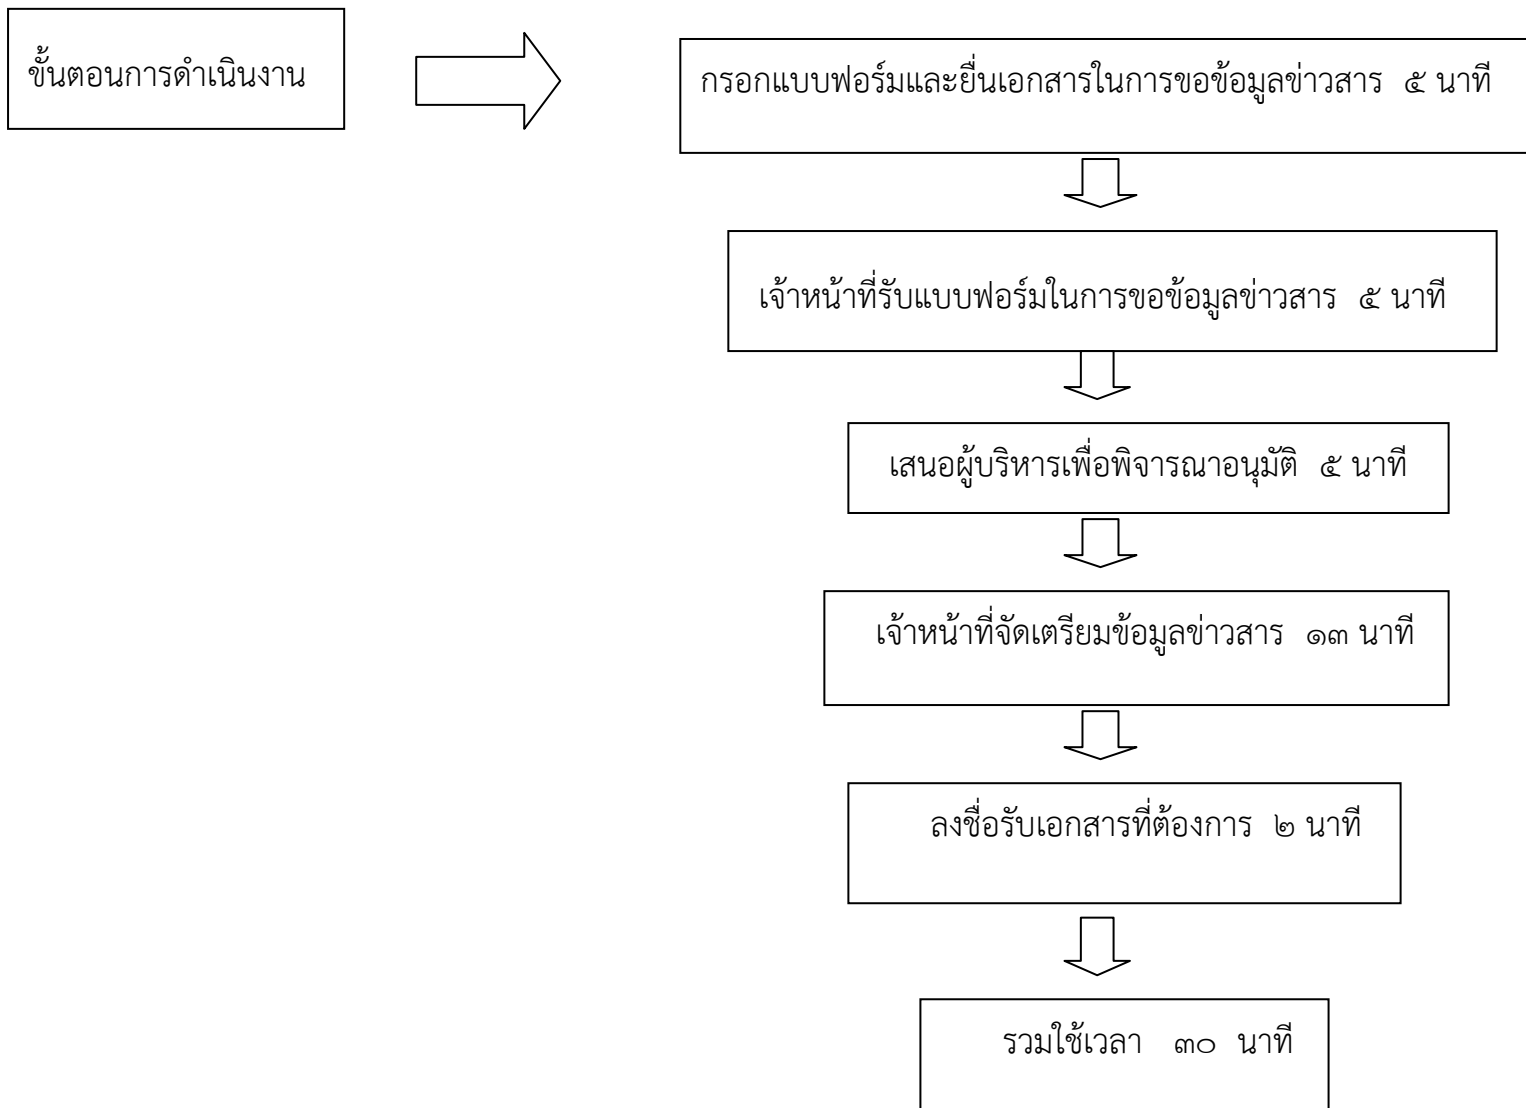 ขั้นตอนการดำเนินงาน
กรอกแบบฟอร์มและยื่นเอกสารในการขอข้อมูลข่าวสาร ๕ นาที
เจ้าหน้าที่รับแบบฟอร์มในการขอข้อมูลข่าวสาร ๕ นาที
เสนอผู้บริหารเพื่อพิจารณาอนุมัติ ๕ นาที
เจ้าหน้าที่จัดเตรียมข้อมูลข่าวสาร ๑๓ นาที
ลงชื่อรับเอกสารที่ต้องการ ๒ นาที
รวมใช้เวลา ๓๐ นาที